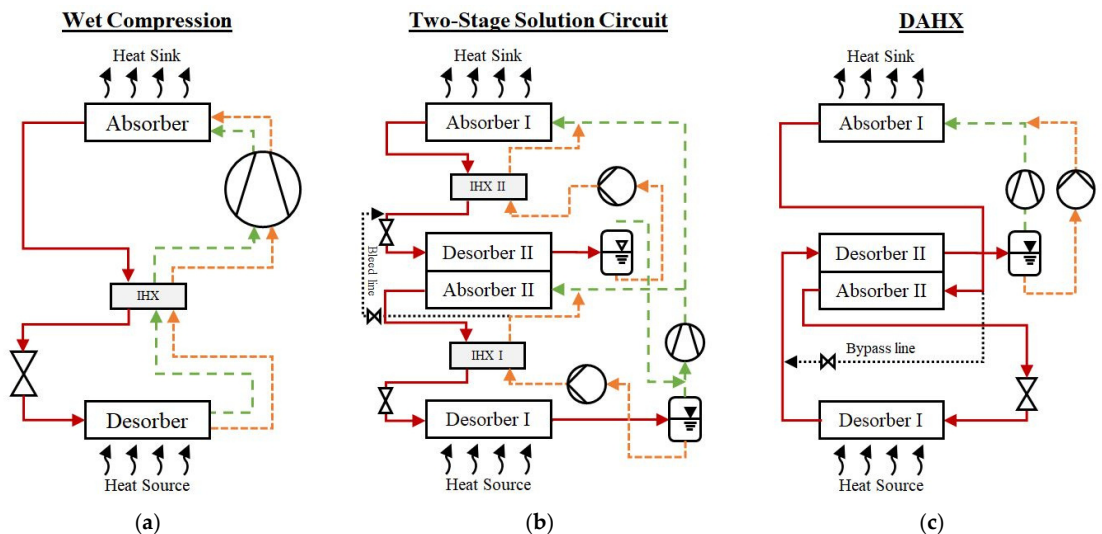 Wet Compression
Heat Sink
Absorber
IHX
Desorber
Heat Source
(a)
Two-Stage Solution Circuit
Heat Sink
Absorber I
IHX II
Desorber II
Absorber II
Bleed line
IHX I
Desorber I
Heat Source
(b)
DAHX
Heat Sink
Absorber I
Desorber II
Absorber II
Bypass line
Desorber I
Heat Source
(c)